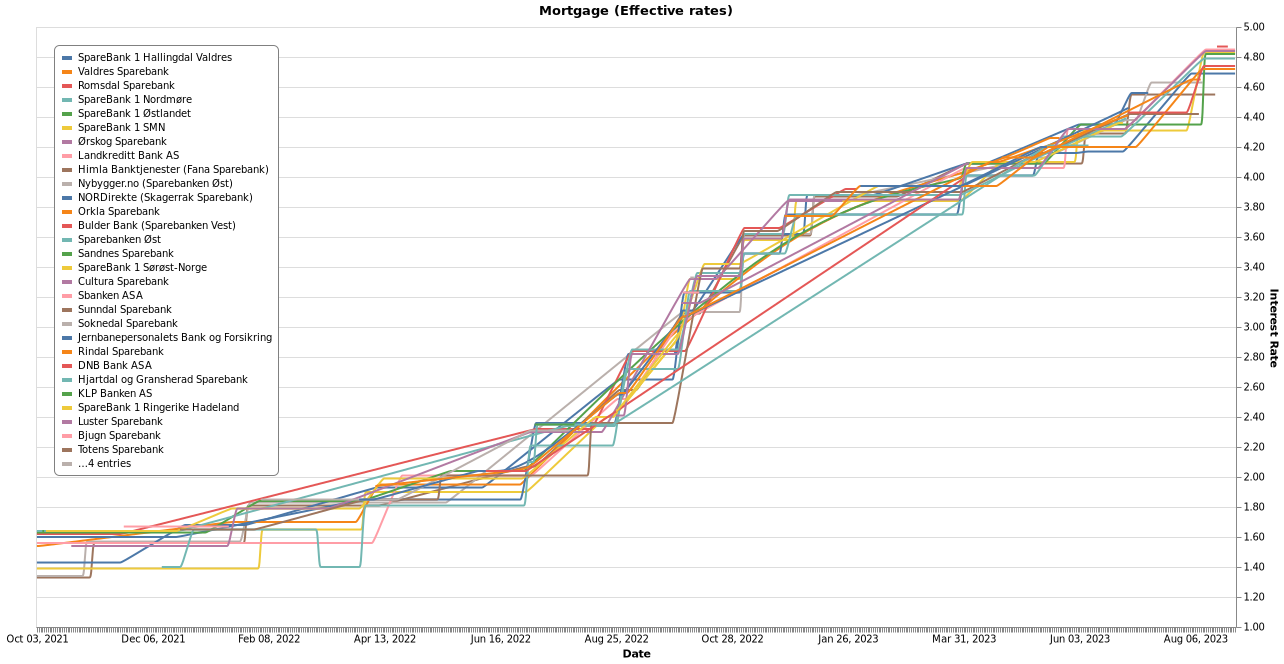 Mortgage (Effective rates)
SpareBank 1 Hallingdal Valdres
Valdres Sparebank
Romsdal Sparebank
SpareBank 1 Nordmøre
SpareBank 1 Østlandet
SpareBank 1 SMN
Ørskog Sparebank
Landkreditt Bank AS
Himla Banktjenester (Fana Sparebank)
Nybygger.no (Sparebanken Øst)
NORDirekte (Skagerrak Sparebank)
Orkla Sparebank
Bulder Bank (Sparebanken Vest)
Sparebanken Øst
Sandnes Sparebank
SpareBank 1 Sørøst-Norge
Cultura Sparebank
Sbanken ASA
Sunndal Sparebank
Soknedal Sparebank
Jernbanepersonalets Bank og Forsikring
Rindal Sparebank
DNB Bank ASA
Hjartdal og Gransherad Sparebank
KLP Banken AS
SpareBank 1 Ringerike Hadeland
Luster Sparebank
Bjugn Sparebank
Totens Sparebank
...4 entries
5.00
4.80
4.60
4.40
4.20
4.00
3.80
3.60
3.40
3.20
3.00
2.80
2.60
2.40
2.20
2.00
1.80
1.60
1.40
1.20
1.00
Interest Rate
Oct 03, 2021 Dec 06, 2021 Feb 08, 2022 Apr 13, 2022 Jun 16, 2022 Aug 25, 2022 Oct 28, 2022 Jan 26, 2023 Mar 31, 2023 Jun 03, 2023 Aug 06, 2023
Date